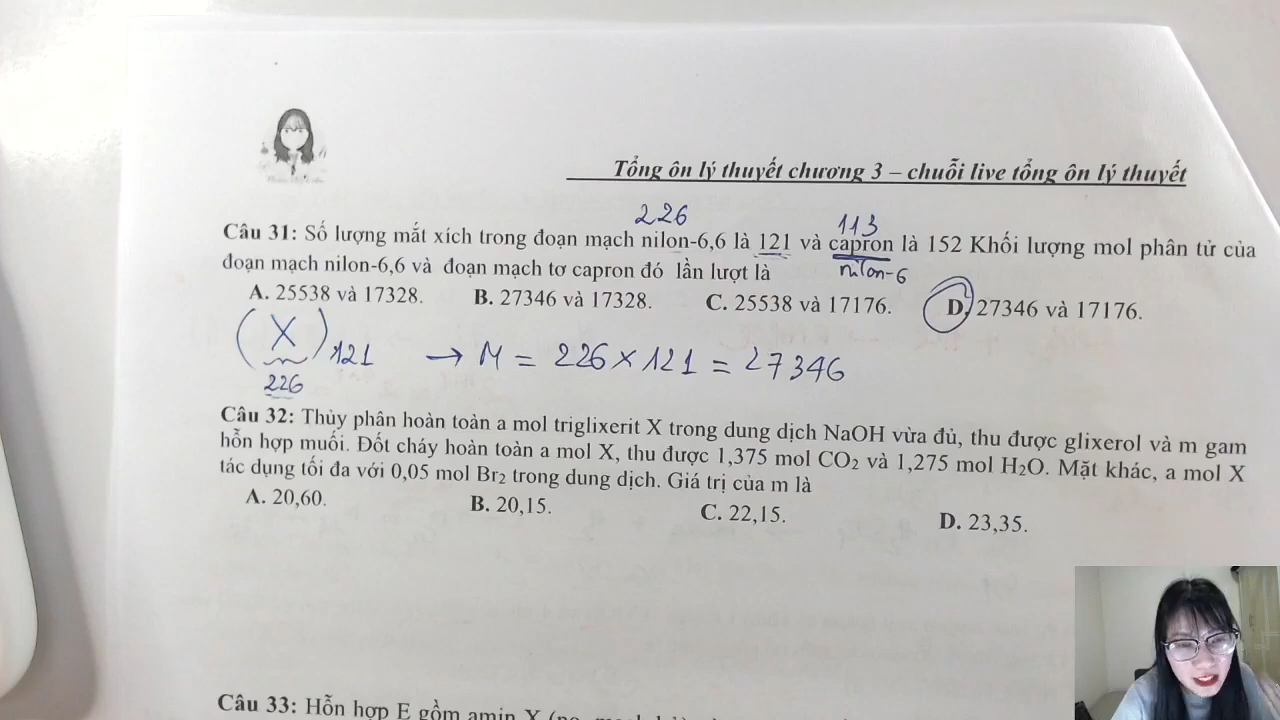 Tổng ôn lý thuyết chương 3 – chuỗi live tổng ôn lý thuyết
226
113
Câu 31: Số lượng mắt xích trong đoạn mạch nilon-6,6 là 121 và capron là 152 Khối lượng mol phân tử của
đoạn mạch nilon-6,6 và đoạn mạch tơ capron đó lần lượt là
nilon-6
A. 25538 và 17328. B. 27346 và 17328. C. 25538 và 17176. D. 27346 và 17176.
(X)121 → M = 226 × 121 = 27346
226
Câu 32: Thủy phân hoàn toàn a mol triglixerit X trong dung dịch NaOH vừa đủ, thu được glixerol và m gam
hỗn hợp muối. Đốt cháy hoàn toàn a mol X, thu được 1,375 mol CO2 và 1,275 mol H2O. Mặt khác, a mol X
tác dụng tối đa với 0,05 mol Br2 trong dung dịch. Giá trị của m là
A. 20,60. B. 20,15. C. 22,15. D. 23,35.
Câu 33: Hỗn hợp E gồm amin X